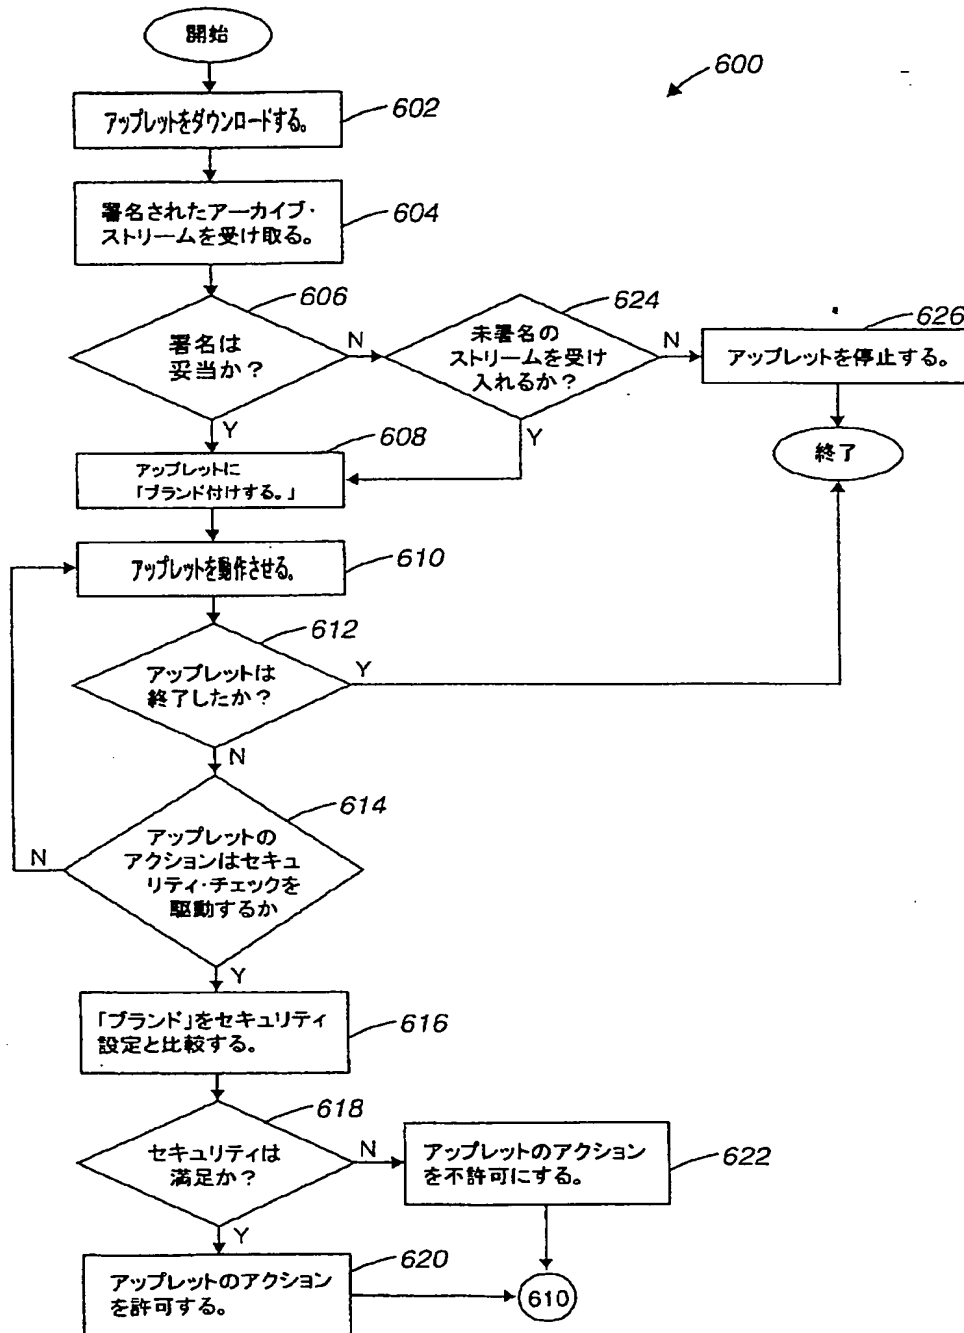 開始
600
アップレットをダウンロードする。
602
署名されたアーカイブ・
ストリームを受け取る。
604
606
署名は
妥当か?
N
Y
624
未署名の
ストリームを受け
入れるか?
N
Y
626
アップレットを停止する。
終了
608
アップレットに
「ブランド付けする。」
アップレットを動作させる。
610
612
アップレットは
終了したか?
Y
N
614
アップレットの
アクションはセキュ
リティ・チェックを
駆動するか
N
Y
「ブランド」をセキュリティ
設定と比較する。
616
618
セキュリティは
満足か?
N
Y
アップレットのアクション
を不許可にする。
622
620
アップレットのアクション
を許可する。
610